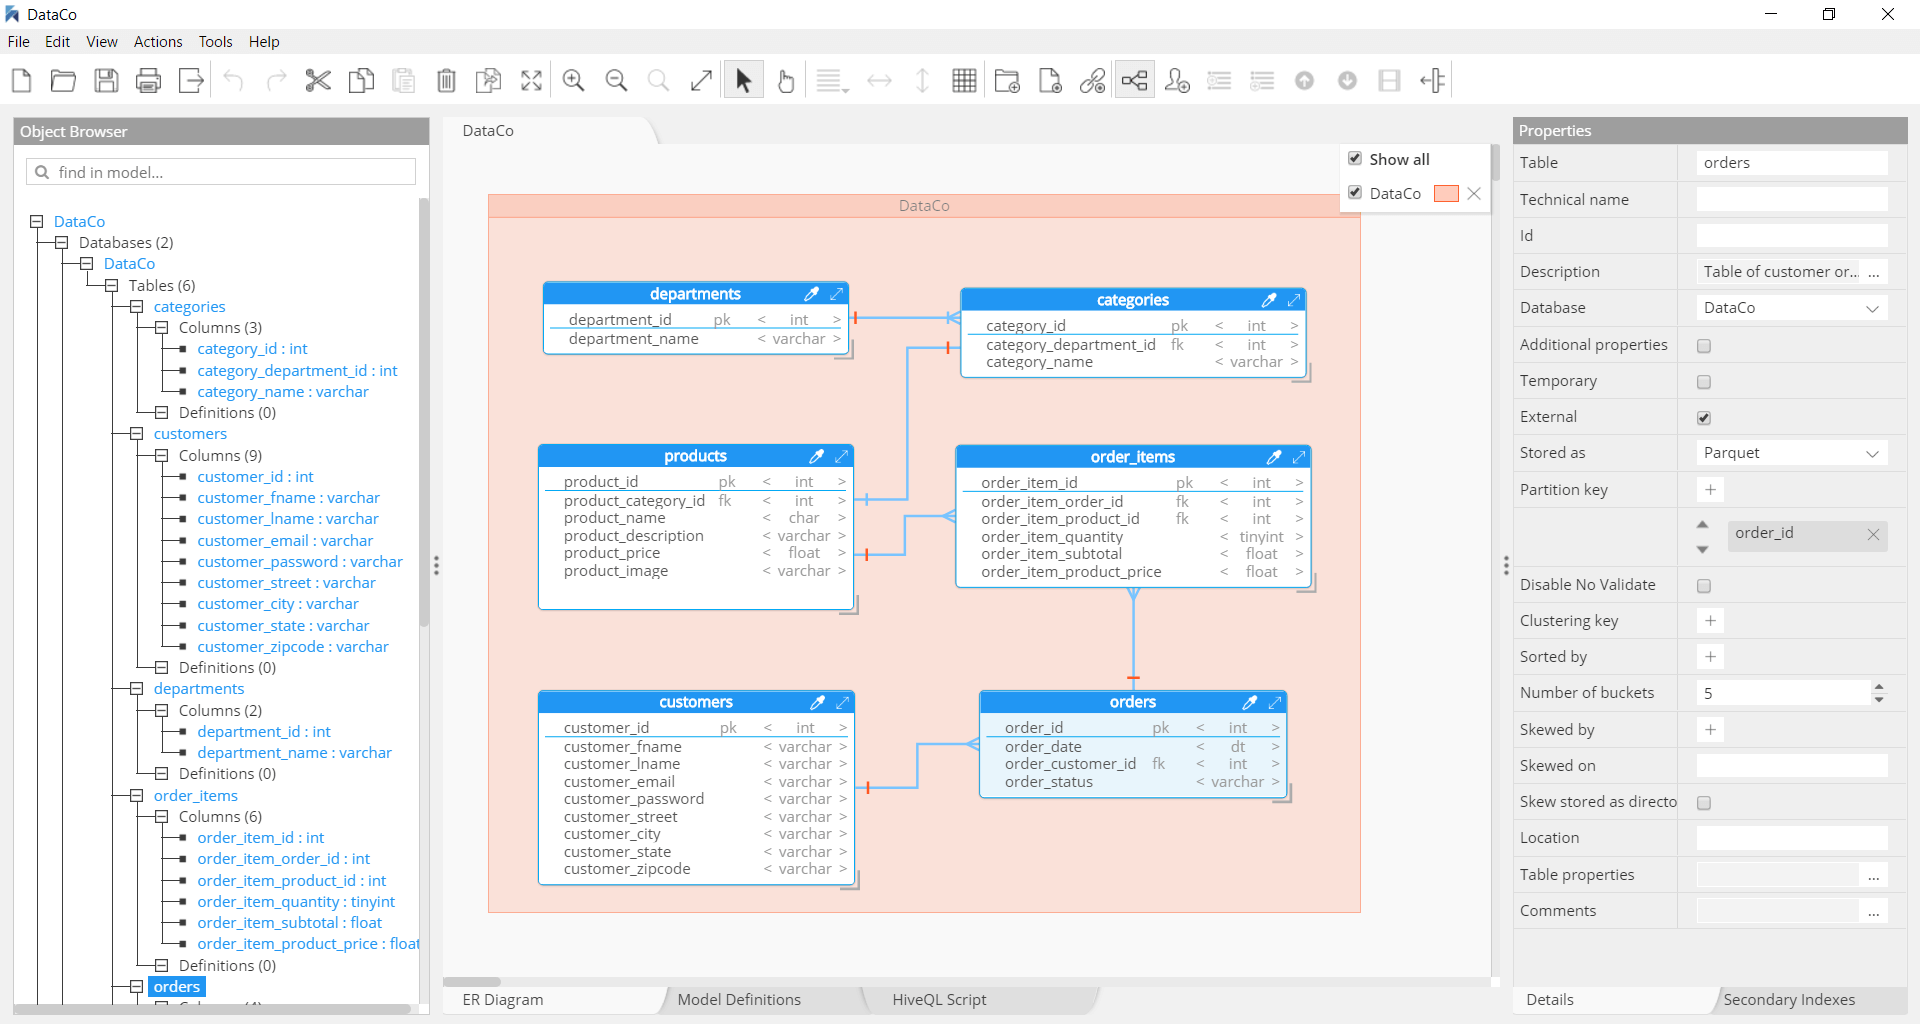 DataCo
File Edit View Actions Tools Help
Object Browser
find in model...
DataCo
Databases (2)
DataCo
Tables (6)
categories
Columns (3)
category_id : int
category_department_id : int
category_name : varchar
Definitions (0)
customers
Columns (9)
customer_id : int
customer_fname : varchar
customer_lname : varchar
customer_email : varchar
customer_password : varchar
customer_street : varchar
customer_city : varchar
customer_state : varchar
customer_zipcode : varchar
Definitions (0)
departments
Columns (2)
department_id : int
department_name : varchar
Definitions (0)
order_items
Columns (6)
order_item_id : int
order_item_order_id : int
order_item_product_id : int
order_item_quantity : tinyint
order_item_subtotal : float
order_item_product_price : float
Definitions (0)
orders
DataCo
Show all
DataCo
DataCo
departments
department_id pk < int >
department_name < varchar >
categories
category_id pk < int >
category_department_id fk < int >
category_name < varchar >
products
product_id pk < int >
product_category_id fk < int >
product_name < char >
product_description < varchar >
product_price < float >
product_image < varchar >
order_items
order_item_id pk < int >
order_item_order_id fk < int >
order_item_product_id fk < int >
order_item_quantity < tinyint >
order_item_subtotal < float >
order_item_product_price < float >
customers
customer_id pk < int >
customer_fname < varchar >
customer_lname < varchar >
customer_email < varchar >
customer_password < varchar >
customer_street < varchar >
customer_city < varchar >
customer_state < varchar >
customer_zipcode < varchar >
orders
order_id pk < int >
order_date < dt >
order_customer_id fk < int >
order_status < varchar >
ER Diagram Model Definitions HiveQL Script
Properties
Table orders
Technical name
Id
Description Table of customer or... ...
Database DataCo
Additional properties
Temporary
External
Stored as Parquet
Partition key +
order_id
Disable No Validate
Clustering key +
Sorted by +
Number of buckets 5
Skewed by +
Skewed on
Skew stored as directo
Location
Table properties ...
Comments ...
Details Secondary Indexes